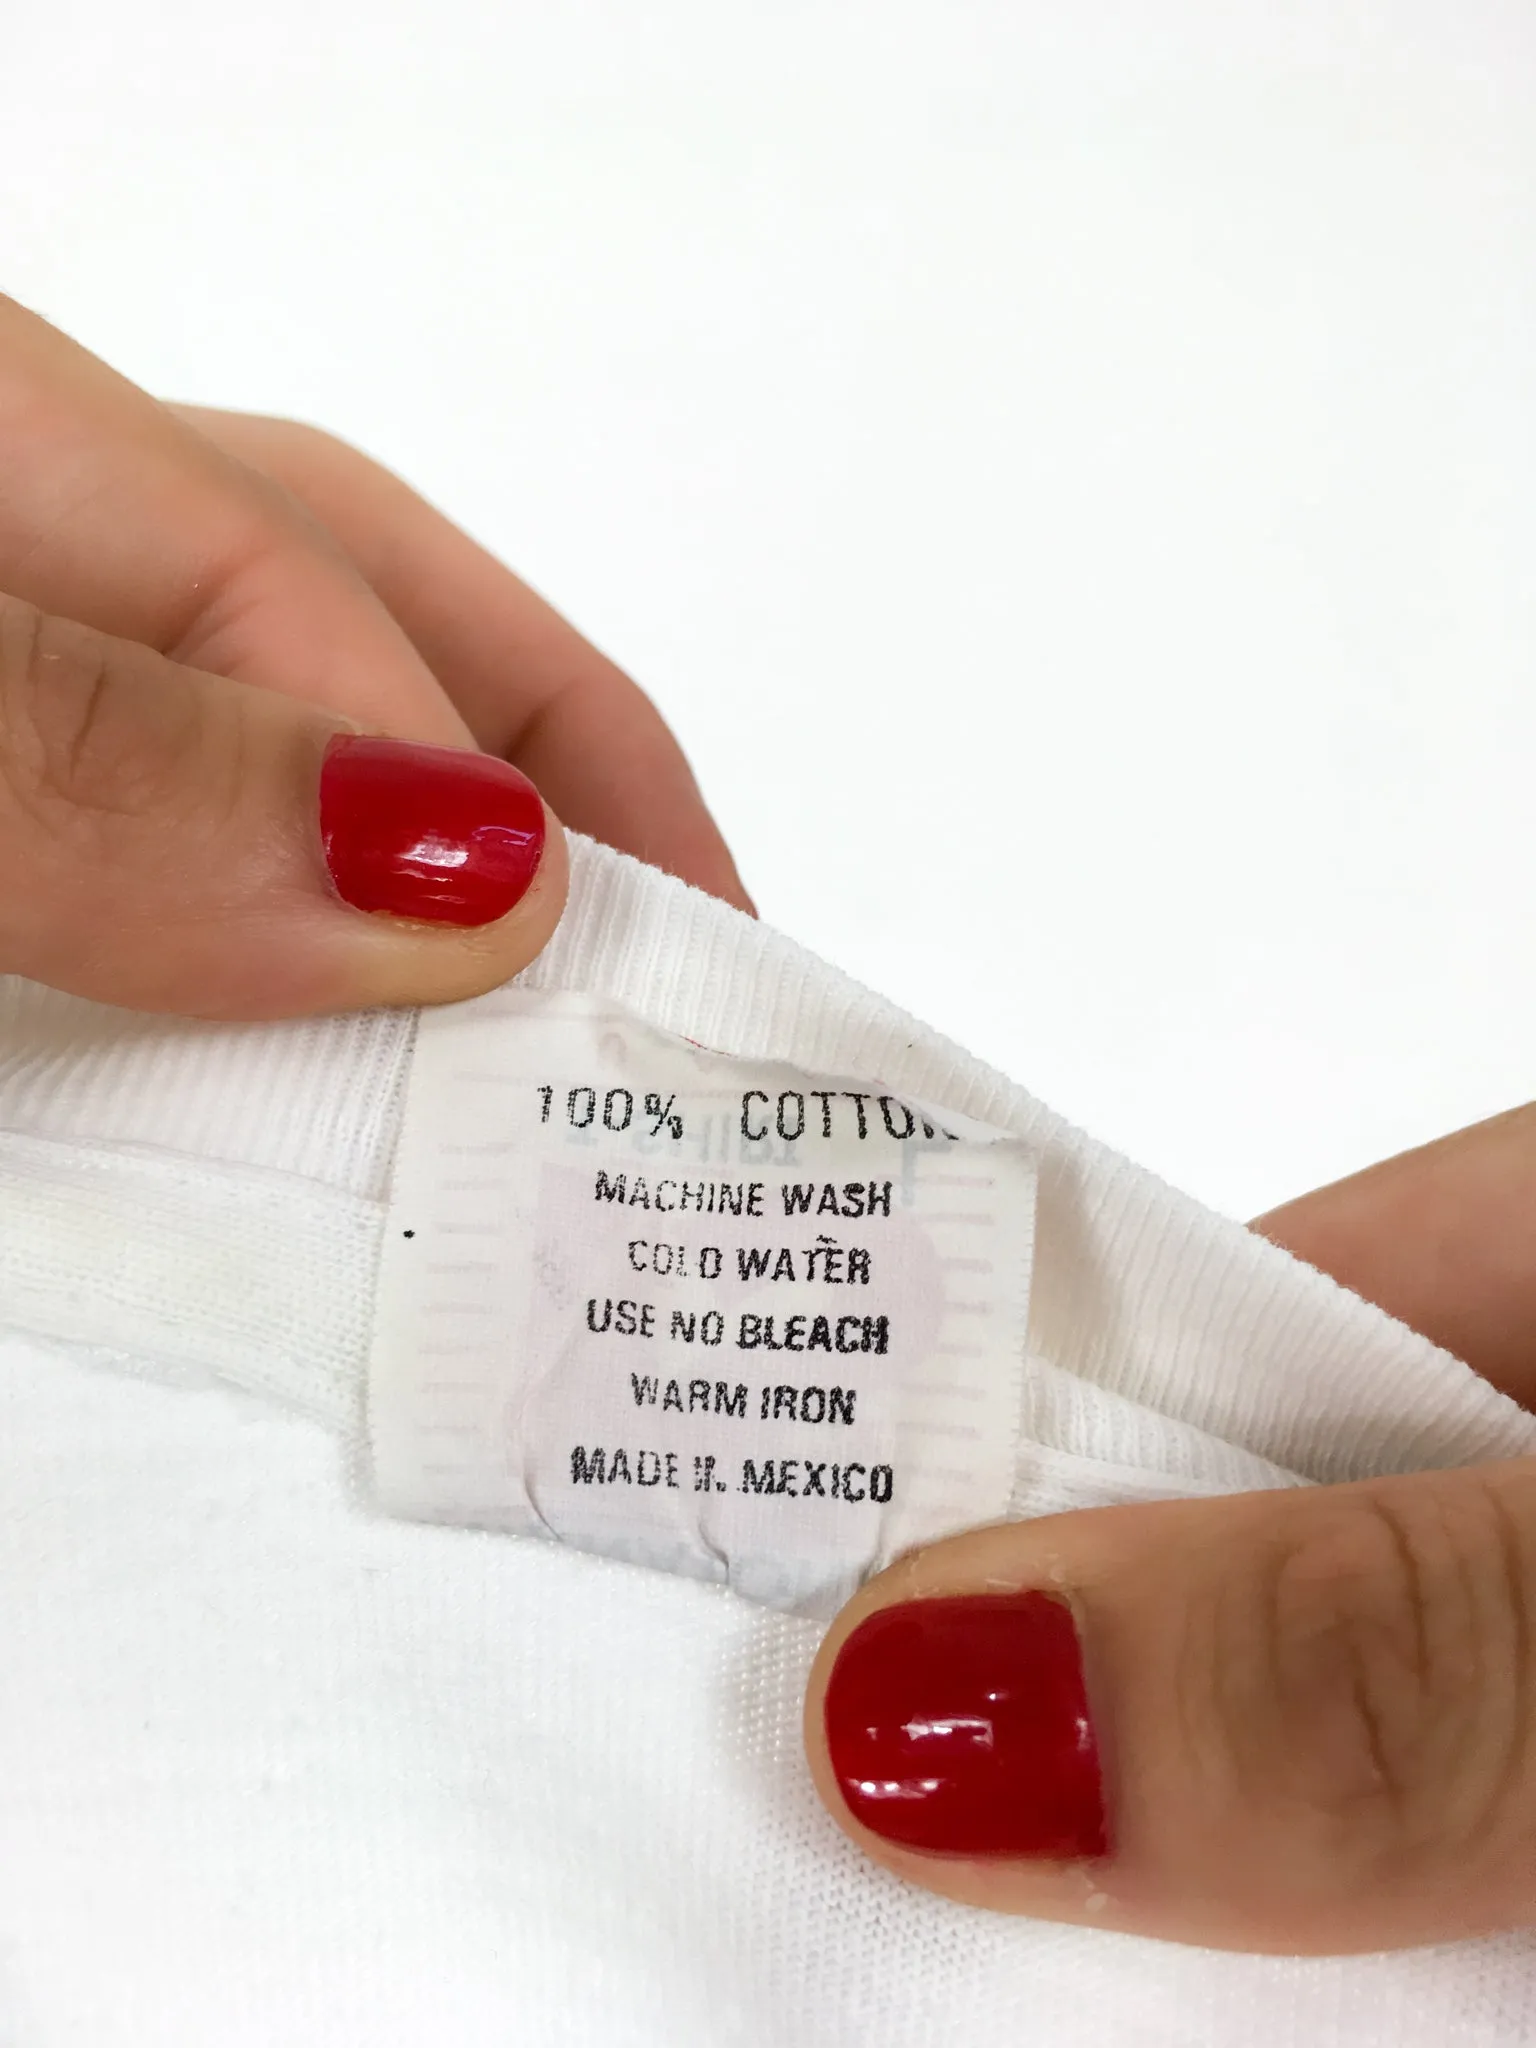 100% COTTON
MACHINE WASH
COLD WATER
USE NO BLEACH
WARM IRON
MADE IN MEXICO